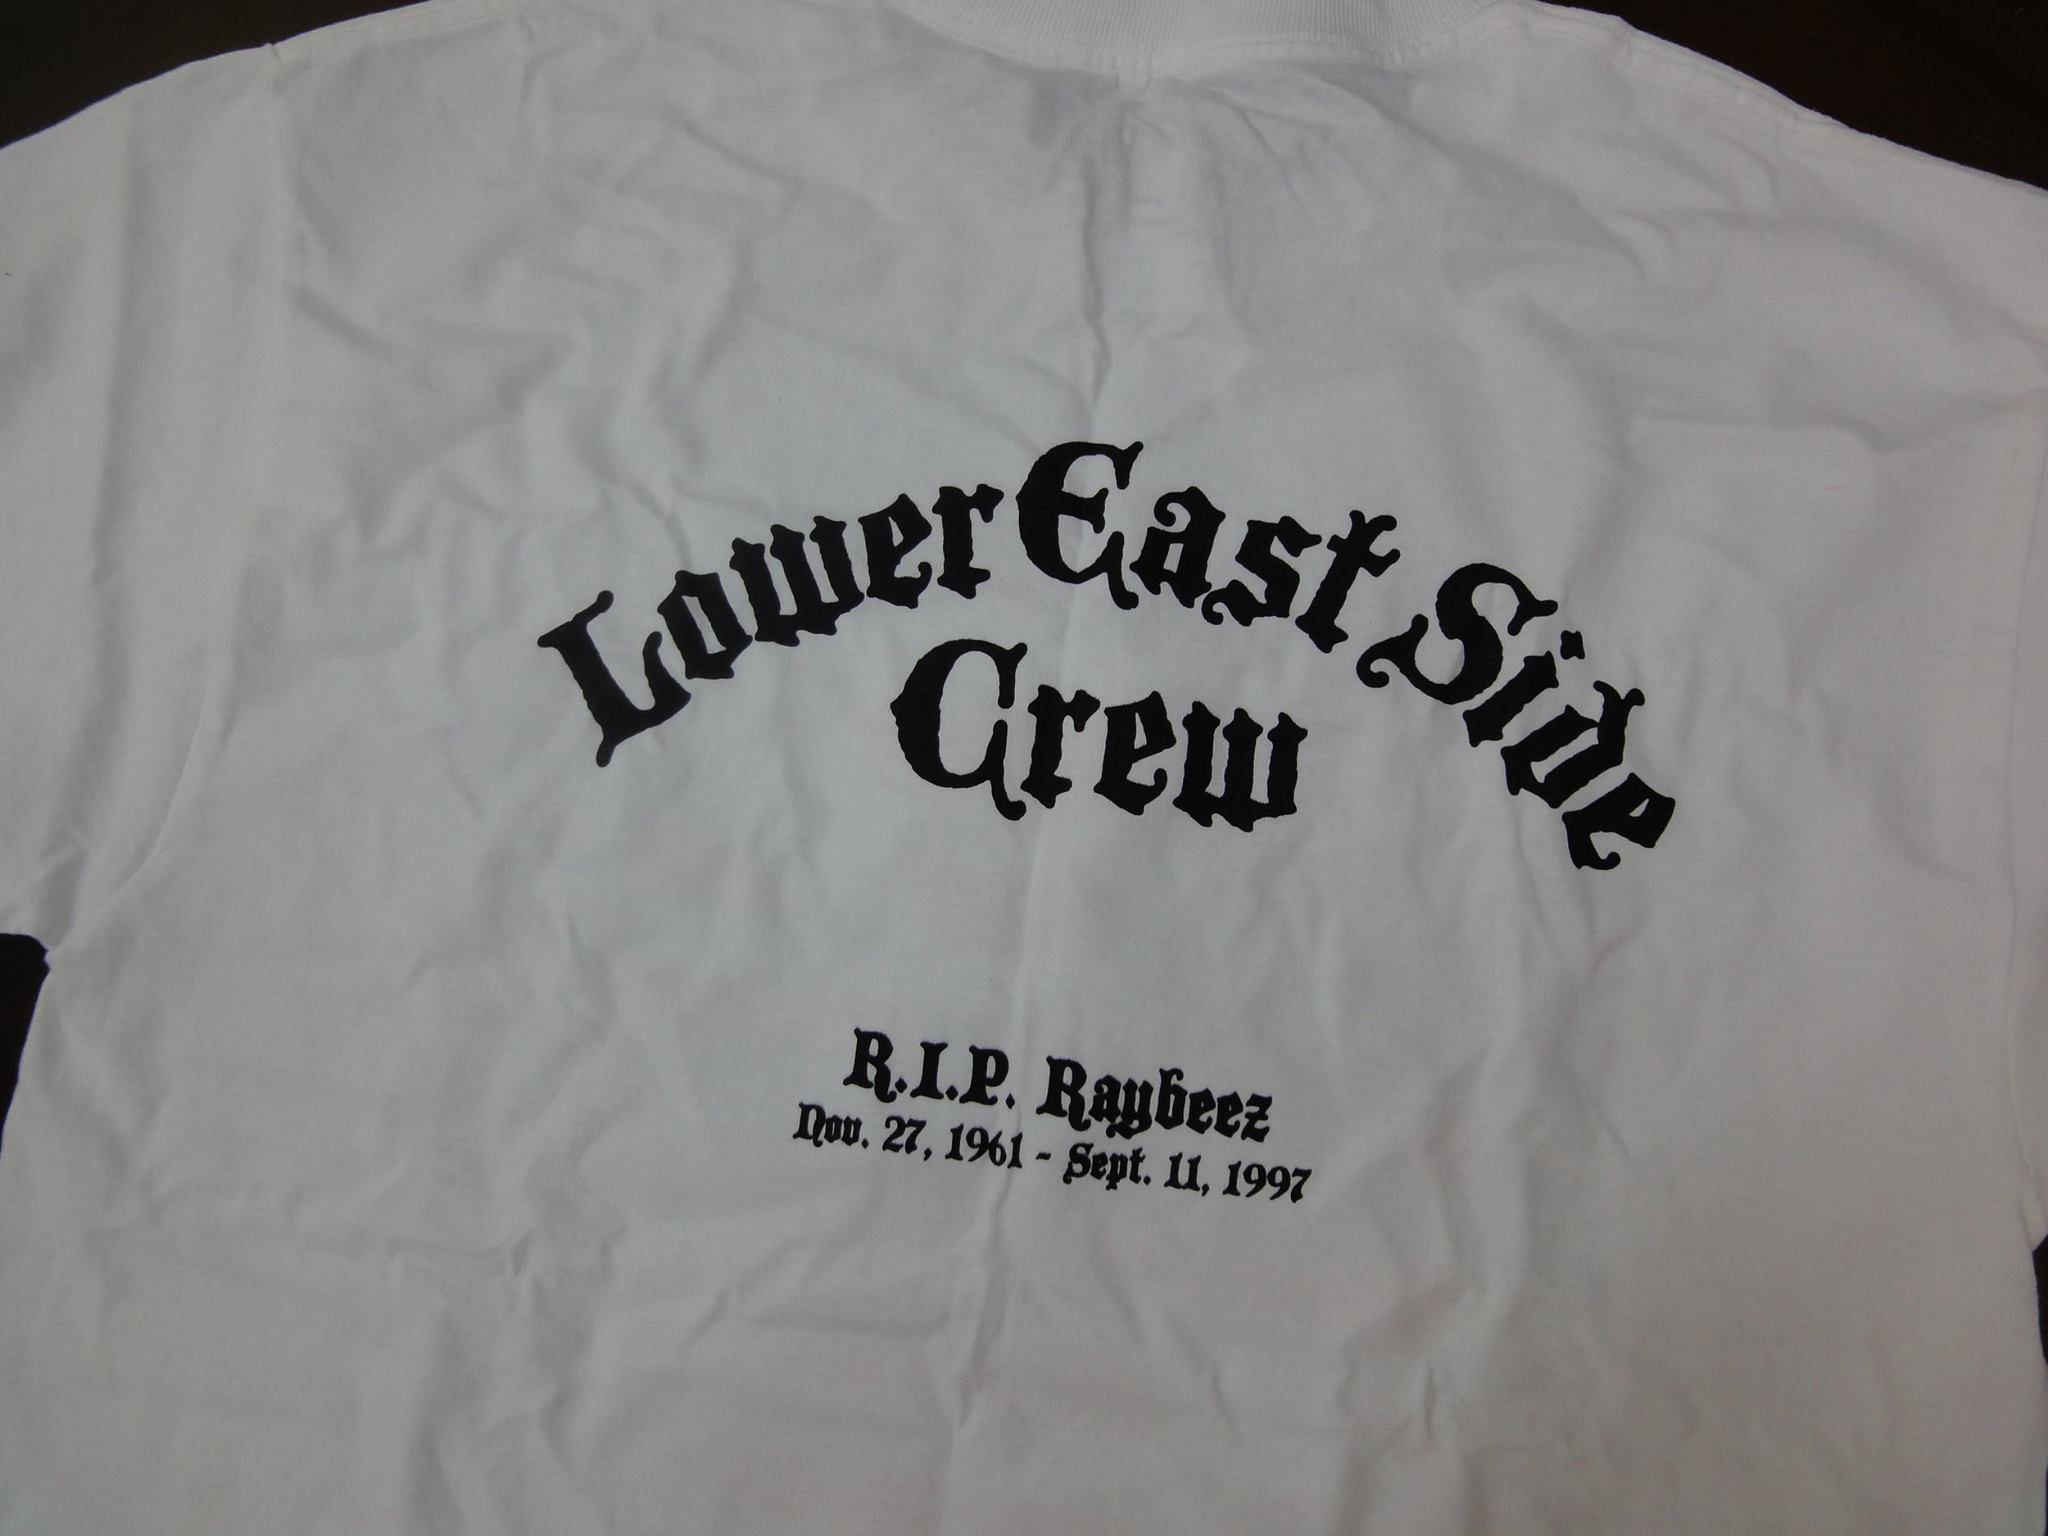 Lower East Side
Crew
R.I.P. Raybeez
Nov. 27, 1961 - Sept. 11, 1997